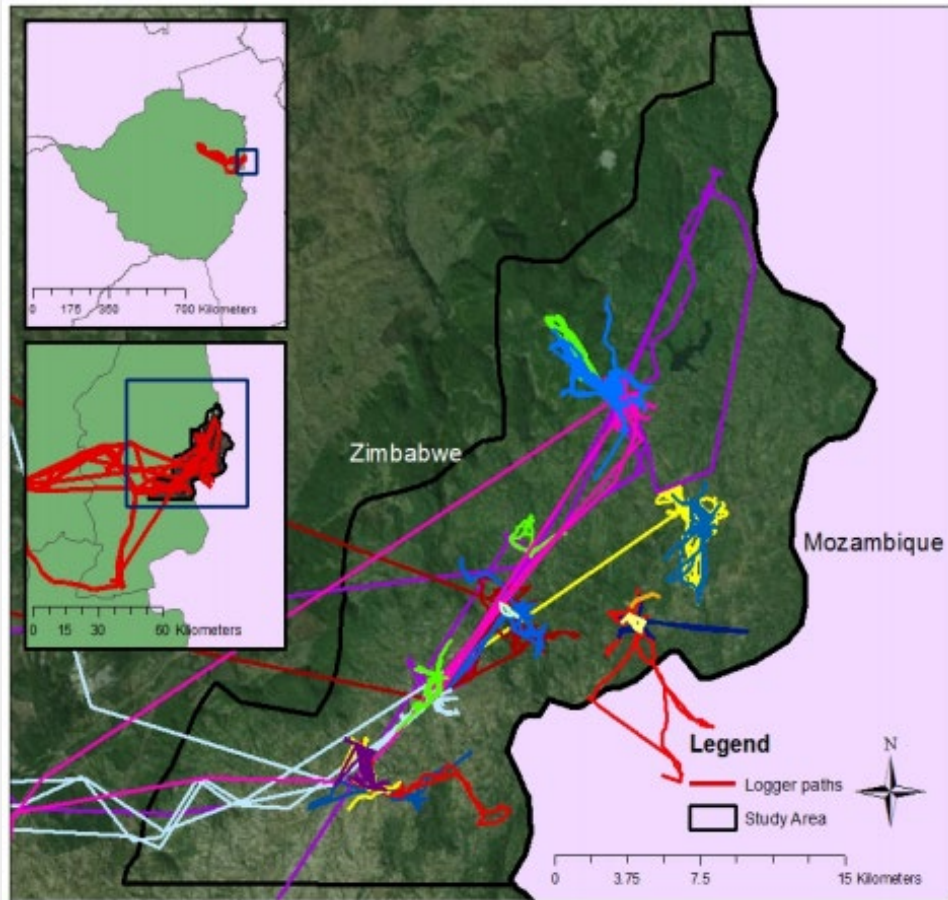 0 175 350 700 Kilometers
0 15 30 60 Kilometers
Zimbabwe
Mozambique
Legend
N
Logger paths
Study Area
0 3.75 7.5 15 Kilometers